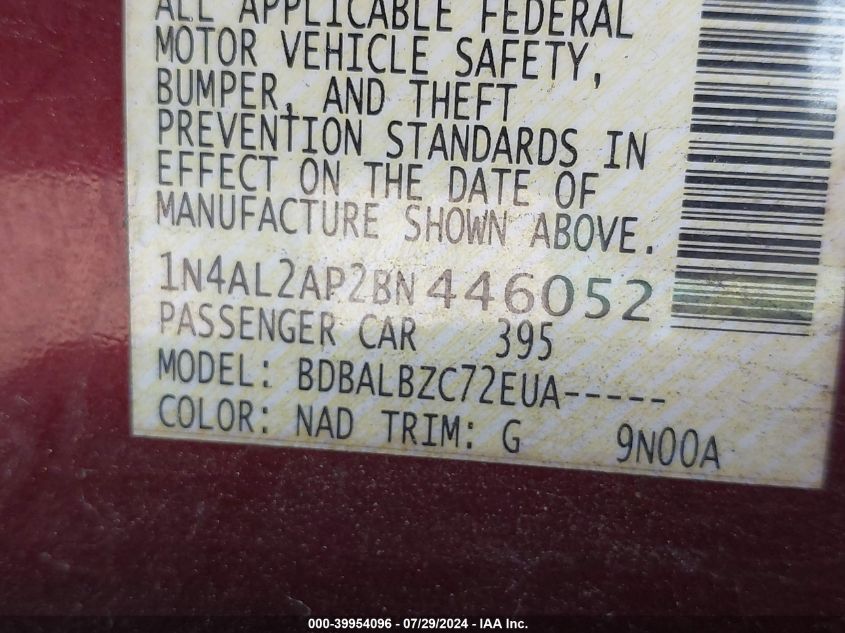 ALL APPLICABLE FEDERAL
MOTOR VEHICLE SAFETY,
BUMPER, AND THEFT
PREVENTION STANDARDS IN
EFFECT ON THE DATE OF
MANUFACTURE SHOWN ABOVE.
1N4AL2AP2BN446052
PASSENGER CAR 395
MODEL: BDBALBZC72EUA-----
COLOR: NAD TRIM: G 9N00A
000-39954096 - 07/29/2024 - IAA Inc.